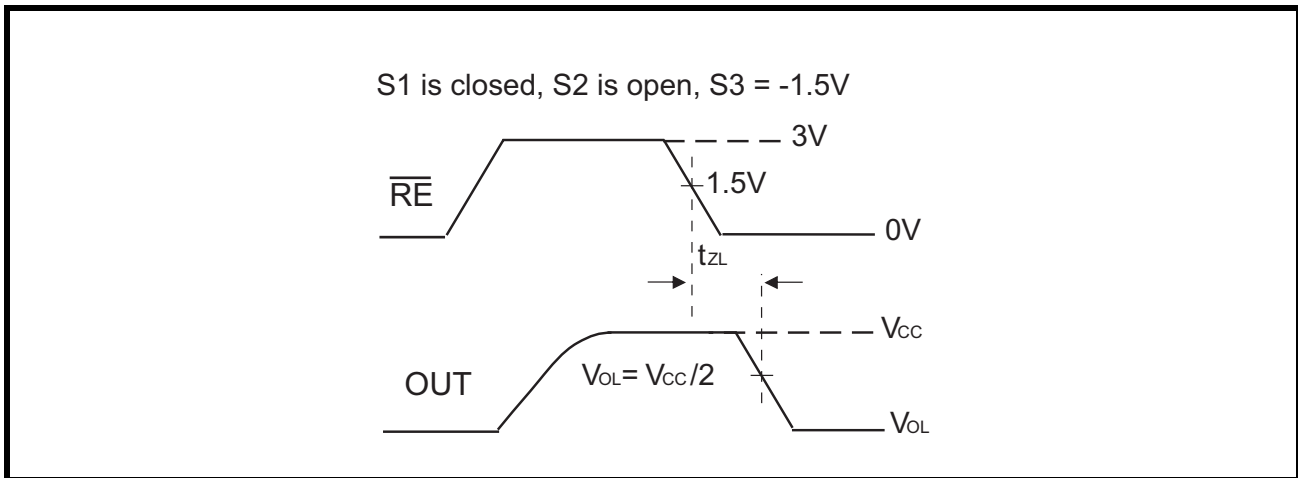 S1 is closed, S2 is open, S3 = -1.5V
3V
RE
1.5V
0V
tZL
VCC
OUT
VOL= VCC/2
VOL